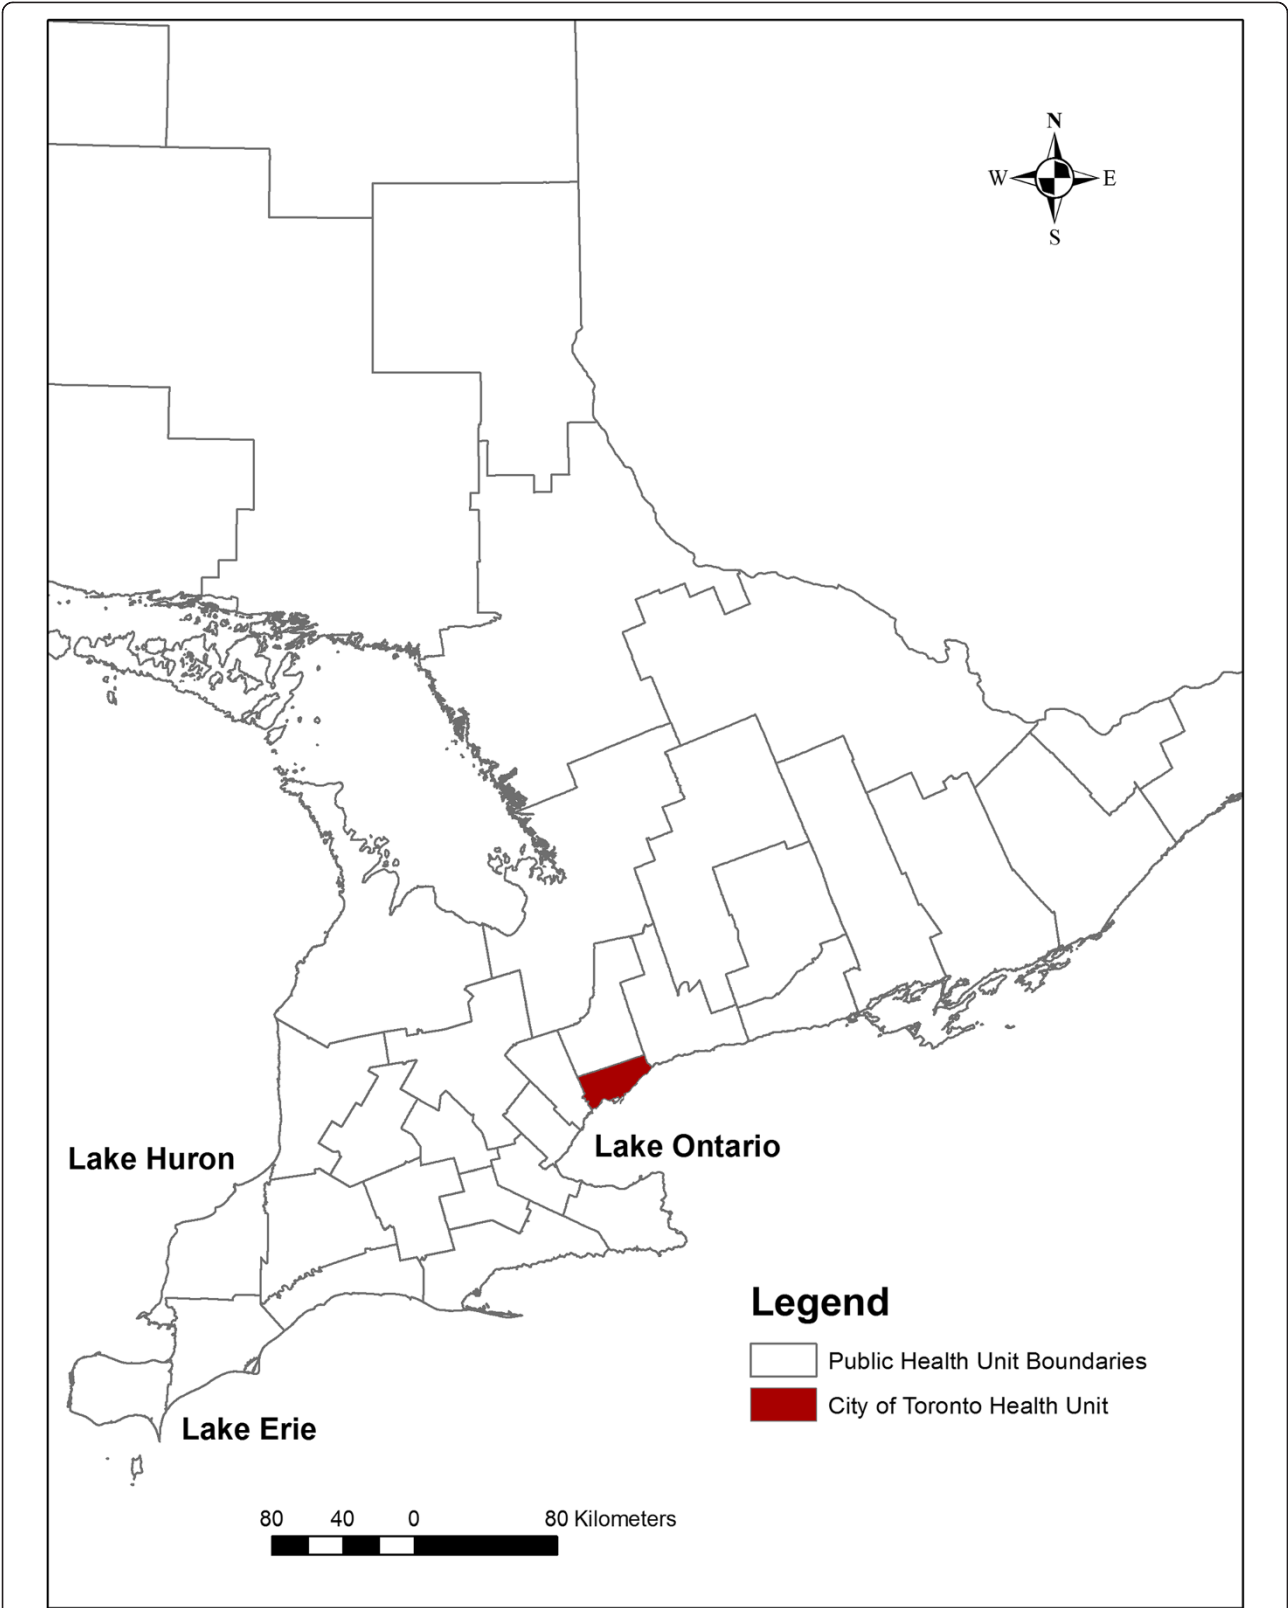 N
W E
S
Lake Huron
Lake Ontario
Legend
Public Health Unit Boundaries
City of Toronto Health Unit
Lake Erie
80 40 0 80 Kilometers